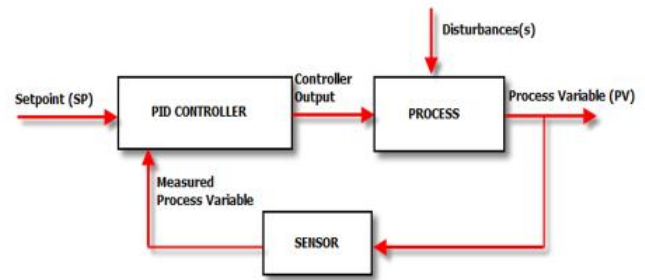 Disturbances(s)
Setpoint (SP)
PID CONTROLLER
Controller
Output
PROCESS
Process Variable (PV)
Measured
Process Variable
SENSOR